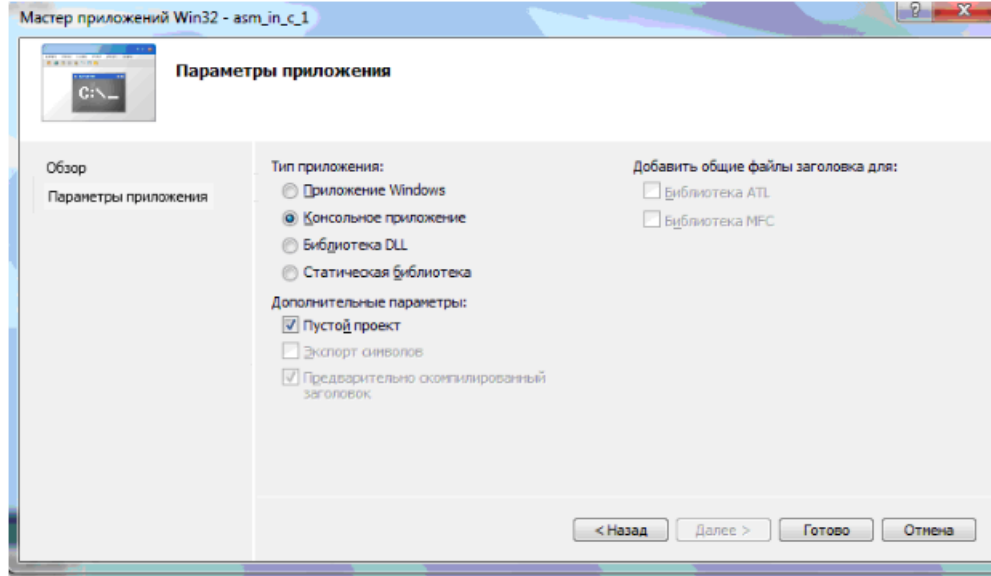 Мастер приложений Win32 - asm_in_c_1
C:\_
Параметры приложения
Обзор
Параметры приложения
Тип приложения:
Приложение Windows
Консольное приложение
Библиотека DLL
Статическая библиотека
Дополнительные параметры:
Пустой проект
Экспорт символов
Предварительно скомпилированный
заголовок
Добавить общие файлы заголовка для:
Библиотека ATL
Библиотека MFC
< Назад
Далее >
Готово
Отмена